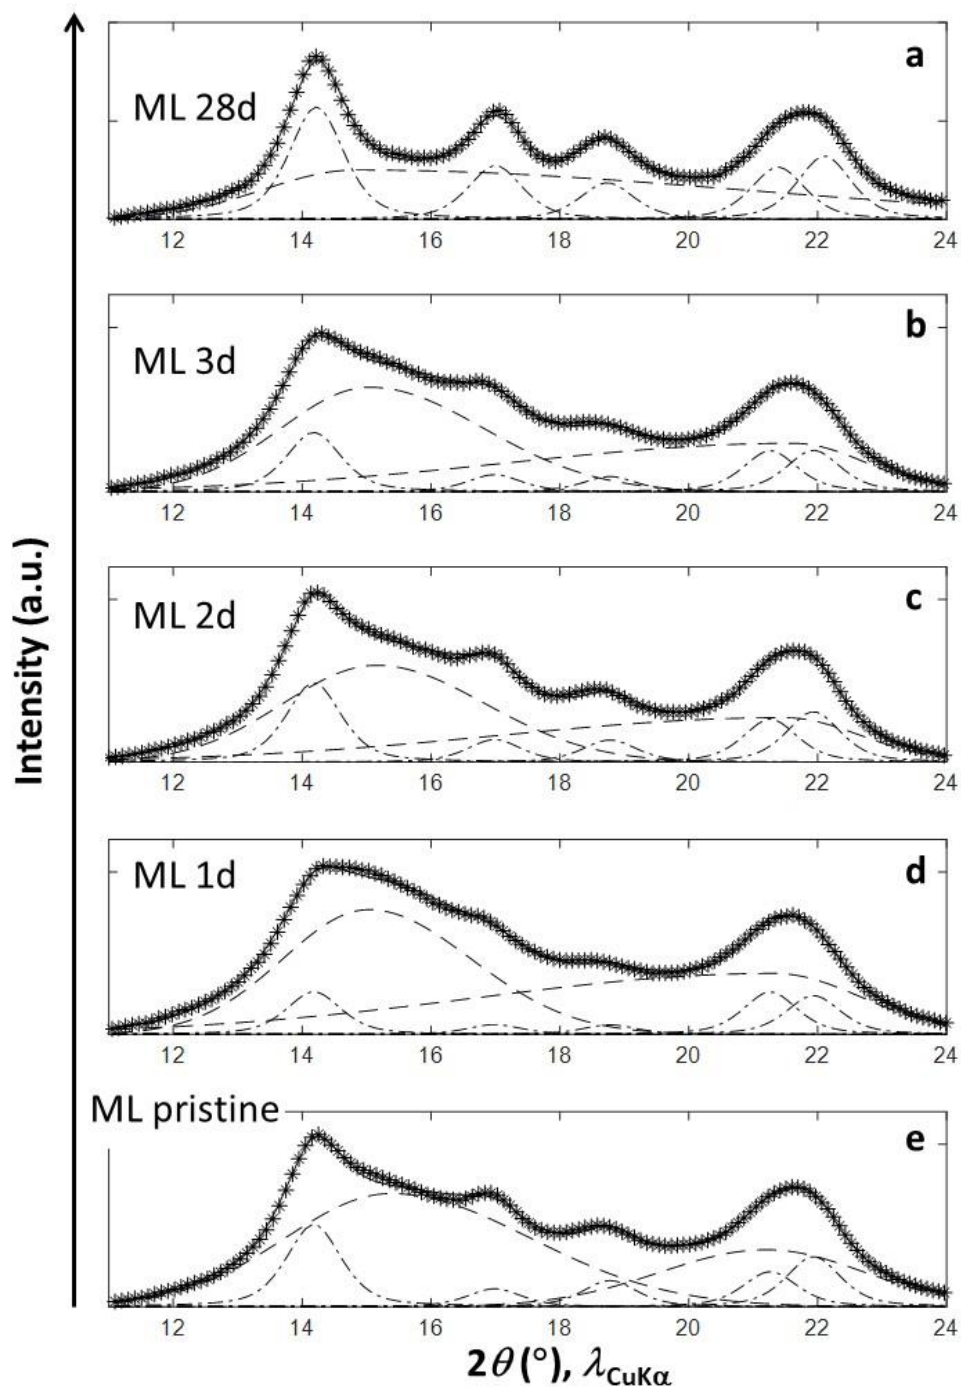 a
ML 28d
12 14 16 18 20 22 24
b
ML 3d
12 14 16 18 20 22 24
c
ML 2d
12 14 16 18 20 22 24
d
ML 1d
12 14 16 18 20 22 24
ML pristine
e
12 14 16 18 20 22 24
Intensity (a.u.)
2θ (°), λCuKα